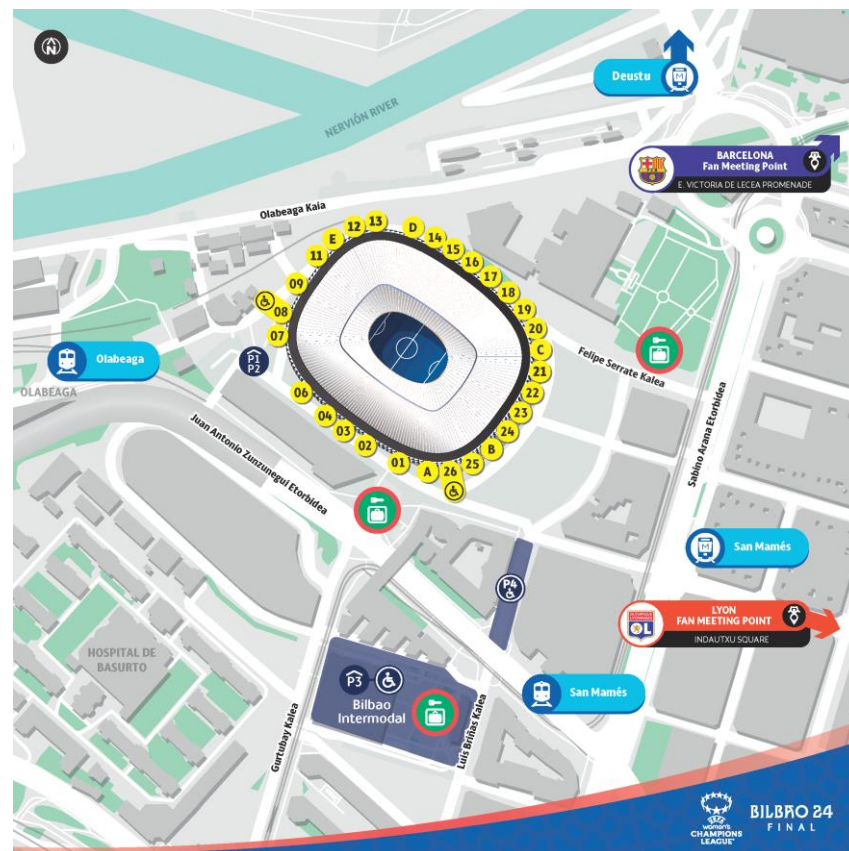 N
Deustu
M
NERVIÓN RIVER
BARCELONA
Fan Meeting Point
E. VICTORIA DE LECEA PROMENADE
Olabeaga Kaia
13
12
D
E
14
11
15
16
09
17
18
08
19
07
20
C
P1
P2
Olabeaga
OLABEAGA
Felipe Serrate Kalea
21
22
06
23
04
24
03
B
02
25
01
A
26
Juan Antonio Zunzunegui Etorbidea
Sabino Arana Etorbidea
M
San Mamés
P4
LYON
FAN MEETING POINT
OL
INDAUTXU SQUARE
HOSPITAL DE
BASURTO
P3
Bilbao
Intermodal
San Mamés
Gurtubay Kalea
Luis Briñas Kalea
UEFA
WOMEN'S
CHAMPIONS
LEAGUE
BILBAO 24
FINAL